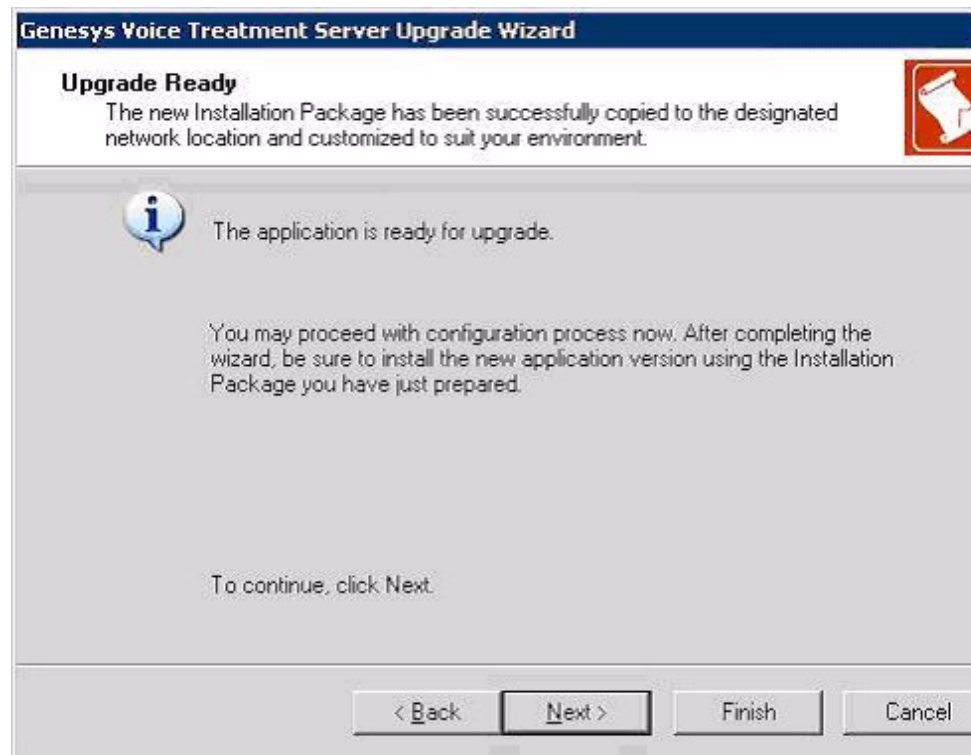 Genesys Voice Treatment Server Upgrade Wizard
Upgrade Ready
The new Installation Package has been successfully copied to the designated
network location and customized to suit your environment.
The application is ready for upgrade.
You may proceed with configuration process now. After completing the
wizard, be sure to install the new application version using the Installation
Package you have just prepared.
To continue, click Next.
< Back Next > Finish Cancel